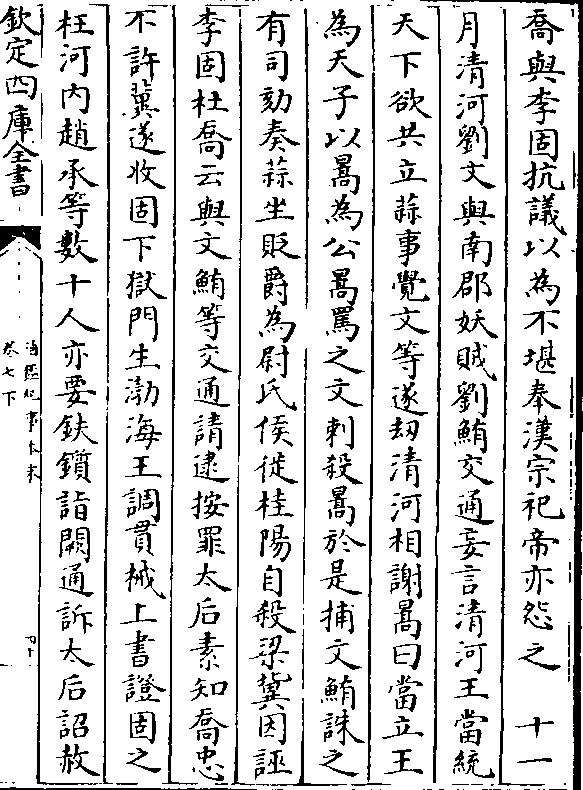 喬與李固抗議以為不堪奉漢宗祀帝亦怨之　十一
月清河劉文與南郡妖賊劉鮪交通妄言清河王當統
天下欲共立蒜事覺文等遂刼清河相謝暠曰當立王
為天子以暠為公暠罵之文刺殺暠於是捕文鮪誅之
有司劾奏蒜坐貶爵為尉氏侯徙桂陽自殺梁冀因誣
李固杜喬云與文鮪等交通請逮按罪太后素知喬忠
不許冀遂收固下獄門生渤海王調貫械上書證固之
枉河內趙承等數十人亦要鈇鑕詣闕通訴太后詔赦
欽定四庫全書
通鑑紀事本末
卷七下
四十